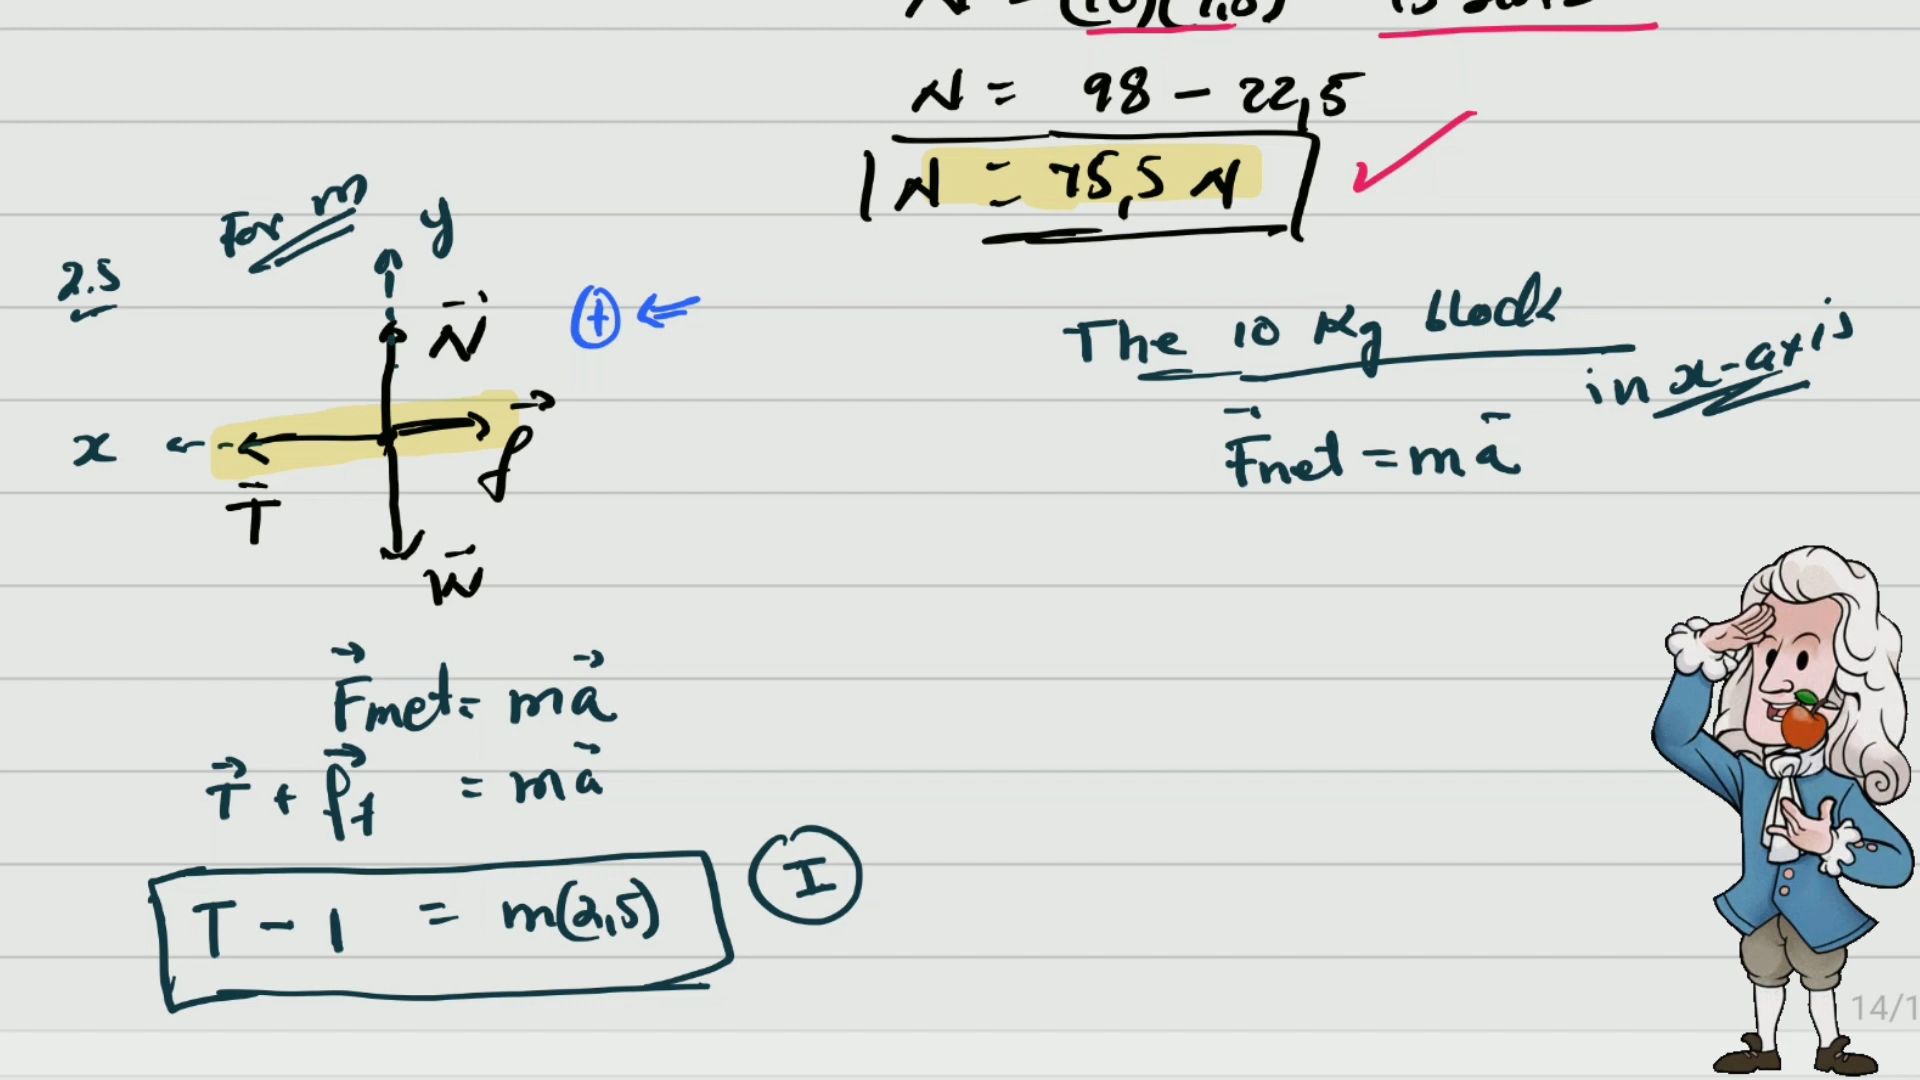 N = 98 - 22,5
N = 75,5 N
For m
y
2.5
N
+
The 10 kg block
in x-axis
x
f
T
Fnet = ma
W
Fnet = ma
T + f_f = ma
T - 1 = m(2,5)
I
14/1